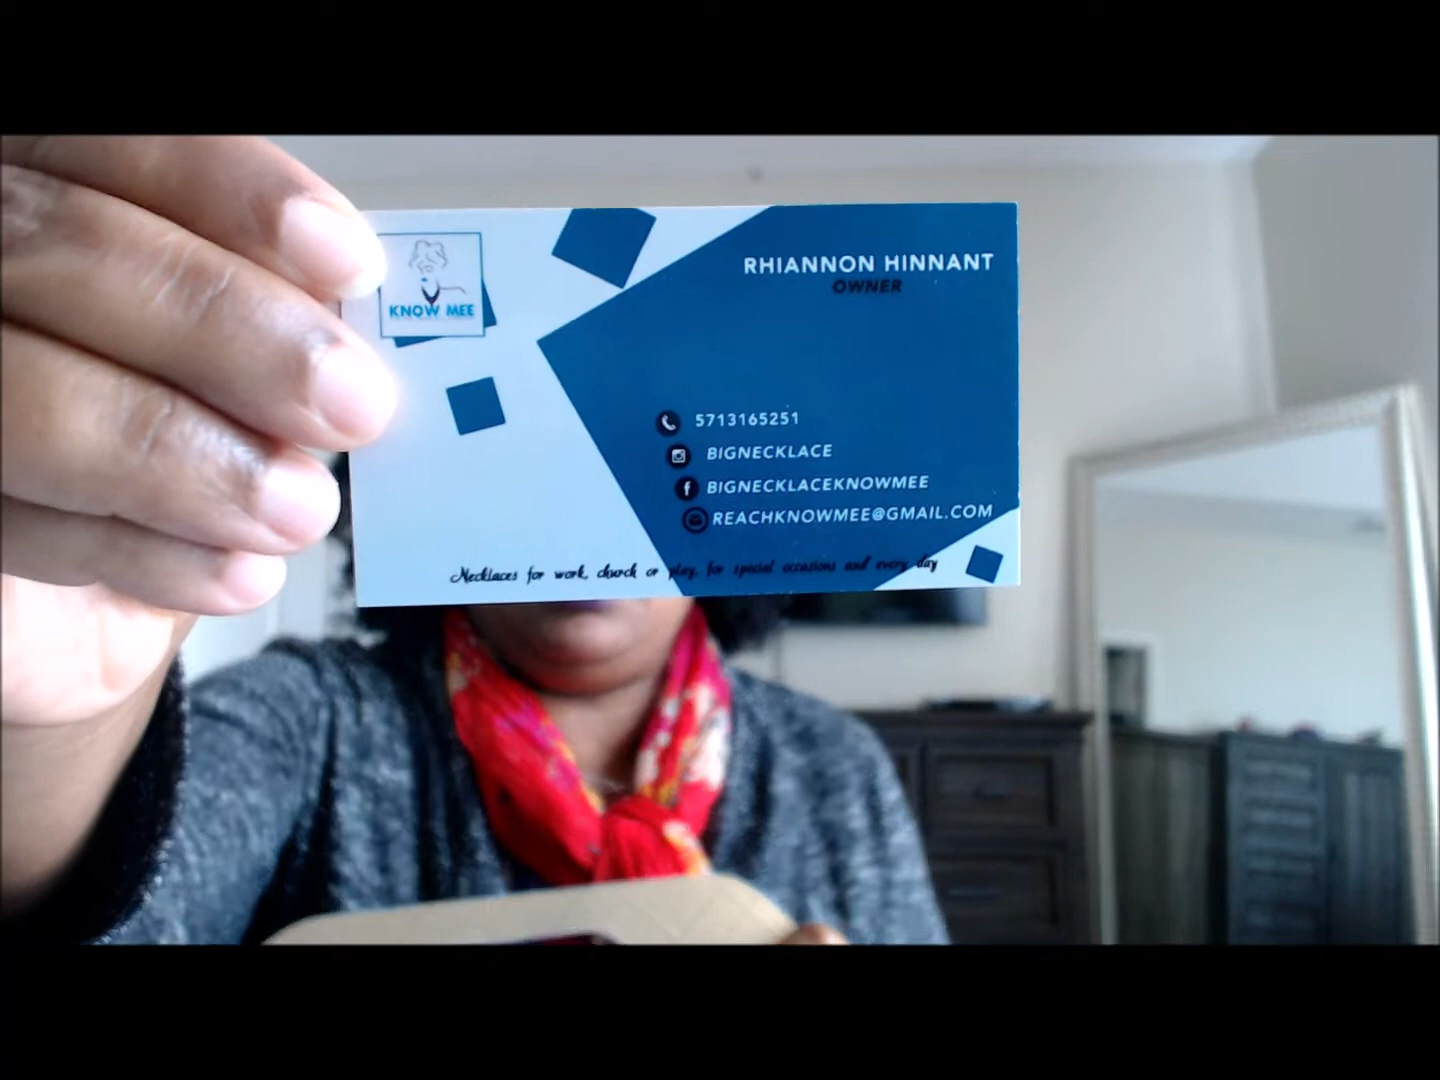 KNOW MEE
RHIANNON HINNANT
OWNER
5713165251
BIGNECKLACE
BIGNECKLACEKNOWMEE
REACHKNOWMEE@GMAIL.COM
Necklaces for work, church or play, for special occasions and every day